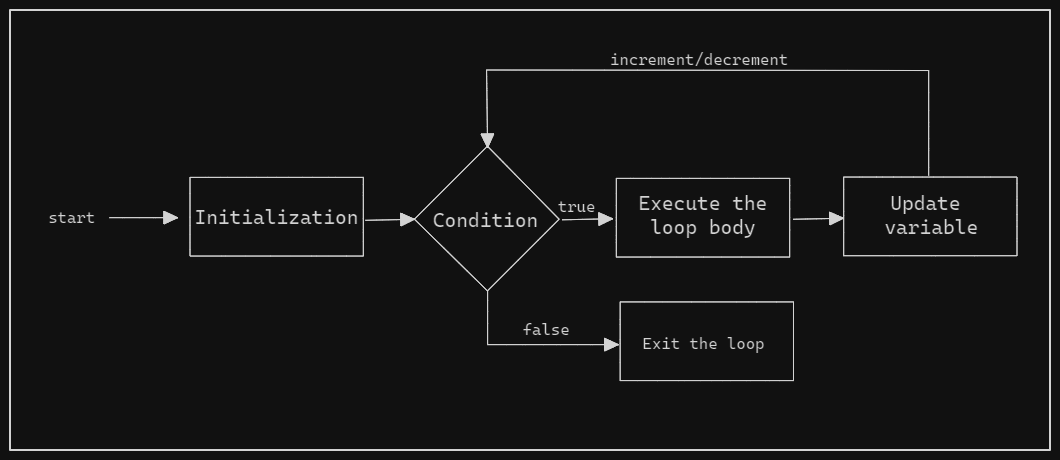 increment/decrement
start
Initialization
Condition
true
Execute the
loop body
Update
variable
false
Exit the loop